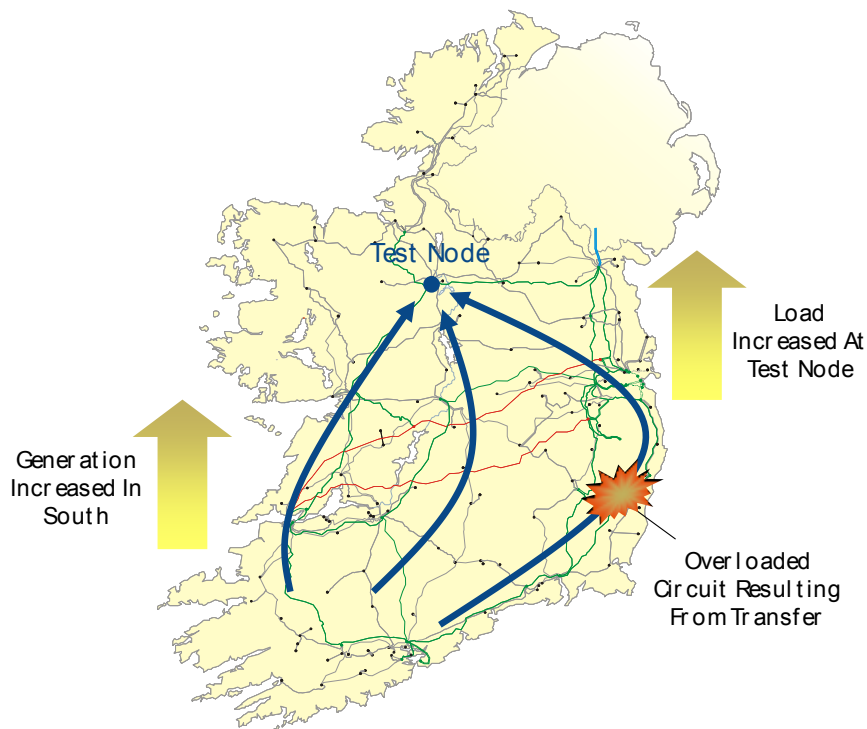 Test Node
Load
Increased At
Test Node
Generation
Increased In
South
Overloaded
Circuit Resulting
From Transfer